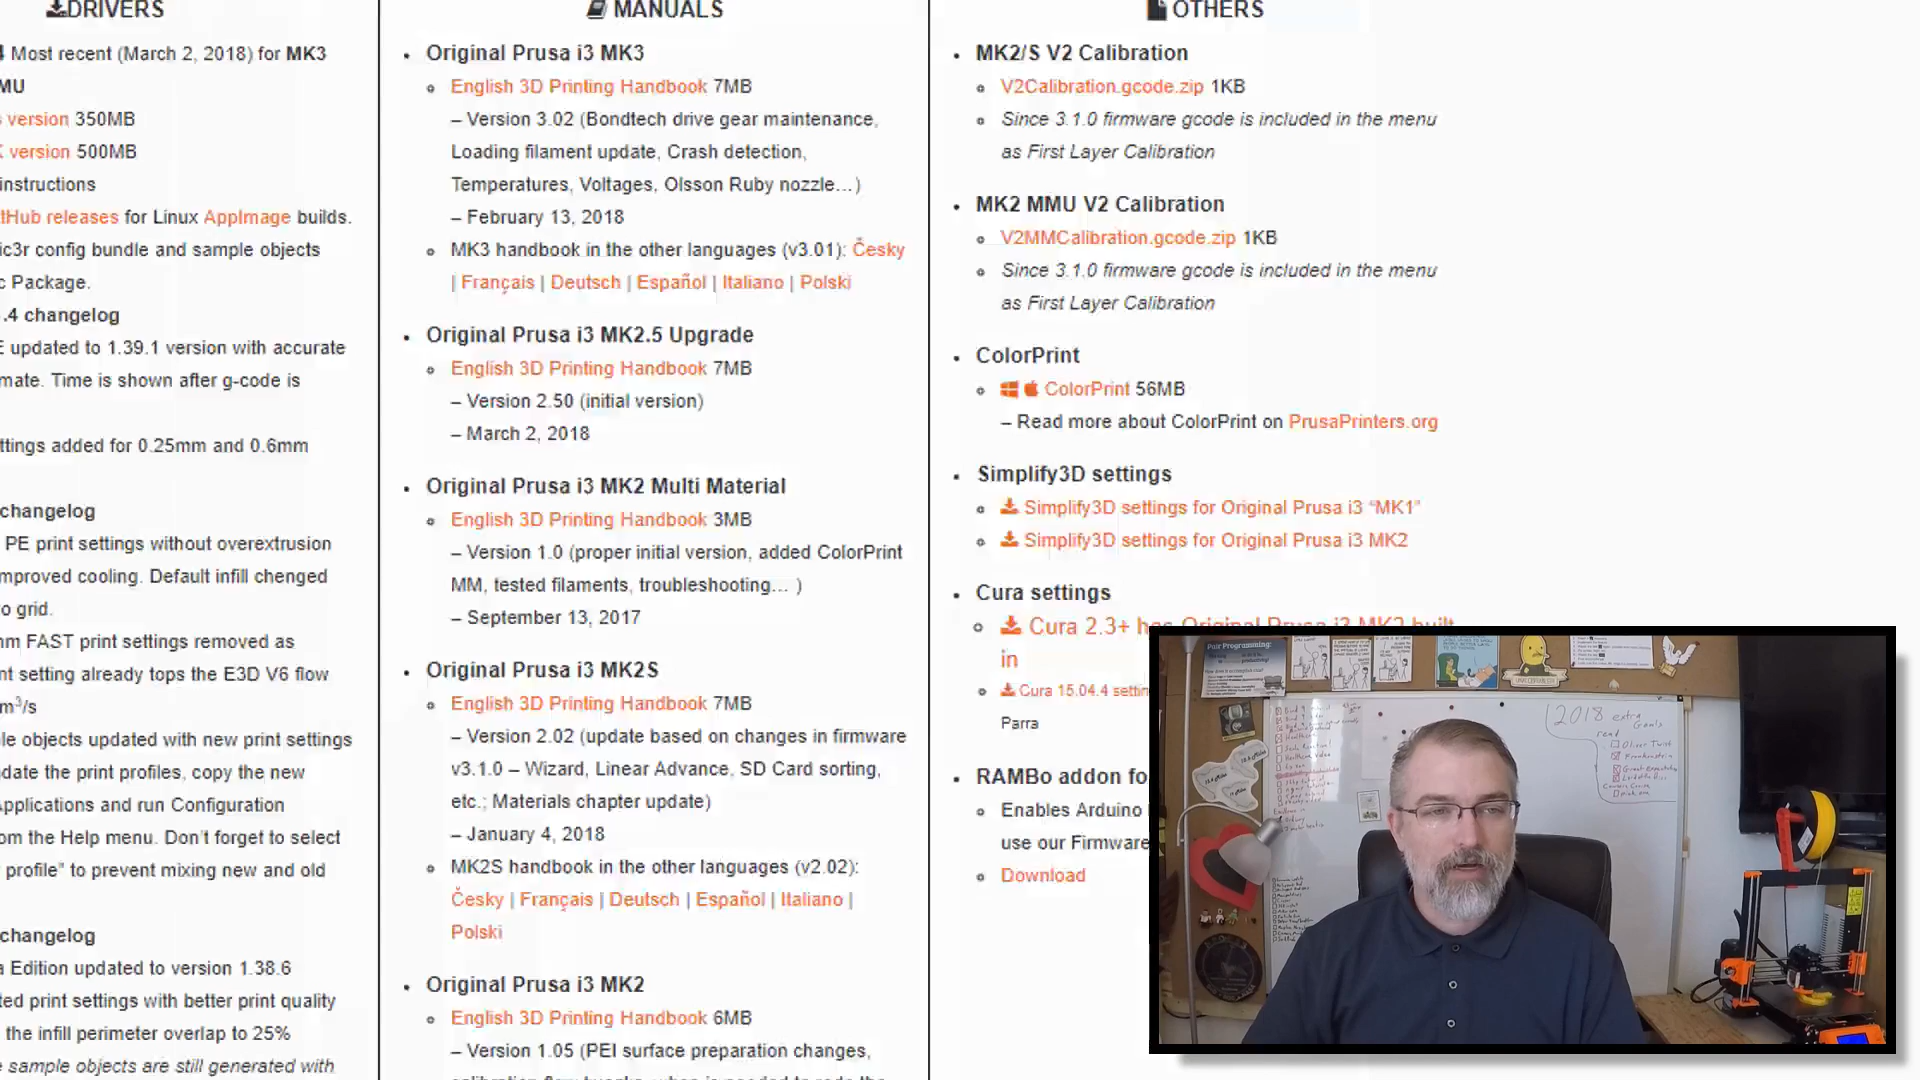 DRIVERS
Most recent (March 2, 2018) for MK3
MU
version 350MB
version 500MB
instructions
tHub releases for Linux AppImage builds.
ic3r config bundle and sample objects
c Package.
.4 changelog
E updated to 1.39.1 version with accurate
mate. Time is shown after g-code is
ttings added for 0.25mm and 0.6mm
changelog
PE print settings without overextrusion
mproved cooling. Default infill chenged
o grid.
nm FAST print settings removed as
nt setting already tops the E3D V6 flow
m³/s
le objects updated with new print settings
date the print profiles, copy the new
Applications and run Configuration
om the Help menu. Don't forget to select
profile" to prevent mixing new and old
changelog
a Edition updated to version 1.38.6
ted print settings with better print quality
the infill perimeter overlap to 25%
e sample objects are still generated with
MANUALS
Original Prusa i3 MK3
English 3D Printing Handbook 7MB
– Version 3.02 (Bondtech drive gear maintenance,
Loading filament update, Crash detection,
Temperatures, Voltages, Olsson Ruby nozzle…)
– February 13, 2018
MK3 handbook in the other languages (v3.01): Česky
| Français | Deutsch | Español | Italiano | Polski
Original Prusa i3 MK2.5 Upgrade
English 3D Printing Handbook 7MB
– Version 2.50 (initial version)
– March 2, 2018
Original Prusa i3 MK2 Multi Material
English 3D Printing Handbook 3MB
– Version 1.0 (proper initial version, added ColorPrint
MM, tested filaments, troubleshooting… )
– September 13, 2017
Original Prusa i3 MK2S
English 3D Printing Handbook 7MB
– Version 2.02 (update based on changes in firmware
v3.1.0 – Wizard, Linear Advance, SD Card sorting,
etc.; Materials chapter update)
– January 4, 2018
MK2S handbook in the other languages (v2.02):
Česky | Français | Deutsch | Español | Italiano |
Polski
Original Prusa i3 MK2
English 3D Printing Handbook 6MB
– Version 1.05 (PEI surface preparation changes,
OTHERS
MK2/S V2 Calibration
V2Calibration.gcode.zip 1KB
Since 3.1.0 firmware gcode is included in the menu
as First Layer Calibration
MK2 MMU V2 Calibration
V2MMCalibration.gcode.zip 1KB
Since 3.1.0 firmware gcode is included in the menu
as First Layer Calibration
ColorPrint
ColorPrint 56MB
– Read more about ColorPrint on PrusaPrinters.org
Simplify3D settings
Simplify3D settings for Original Prusa i3 "MK1"
Simplify3D settings for Original Prusa i3 MK2
Cura settings
Cura 2.3+ has Original Prusa i3 MK2 built
in
Cura 15.04.4 settin
Parra
RAMBo addon fo
Enables Arduino
use our Firmware
Download
Pair Programming:
2018 extra
Goals
read
Oliver Twist
Frankenstein